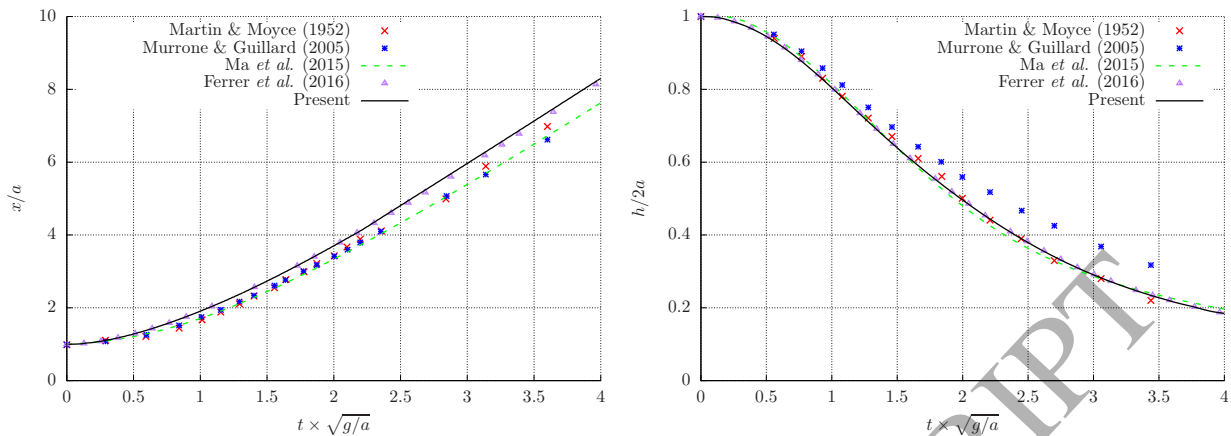 10
8
6
4
2
0
x/a
0 0.5 1 1.5 2 2.5 3 3.5 4
t × √g/a
Martin & Moyce (1952)
Murrone & Guillard (2005)
Ma et al. (2015)
Ferrer et al. (2016)
Present
1
0.8
0.6
0.4
0.2
0
h/2a
0 0.5 1 1.5 2 2.5 3 3.5 4
t × √g/a
Martin & Moyce (1952)
Murrone & Guillard (2005)
Ma et al. (2015)
Ferrer et al. (2016)
Present
RIPT